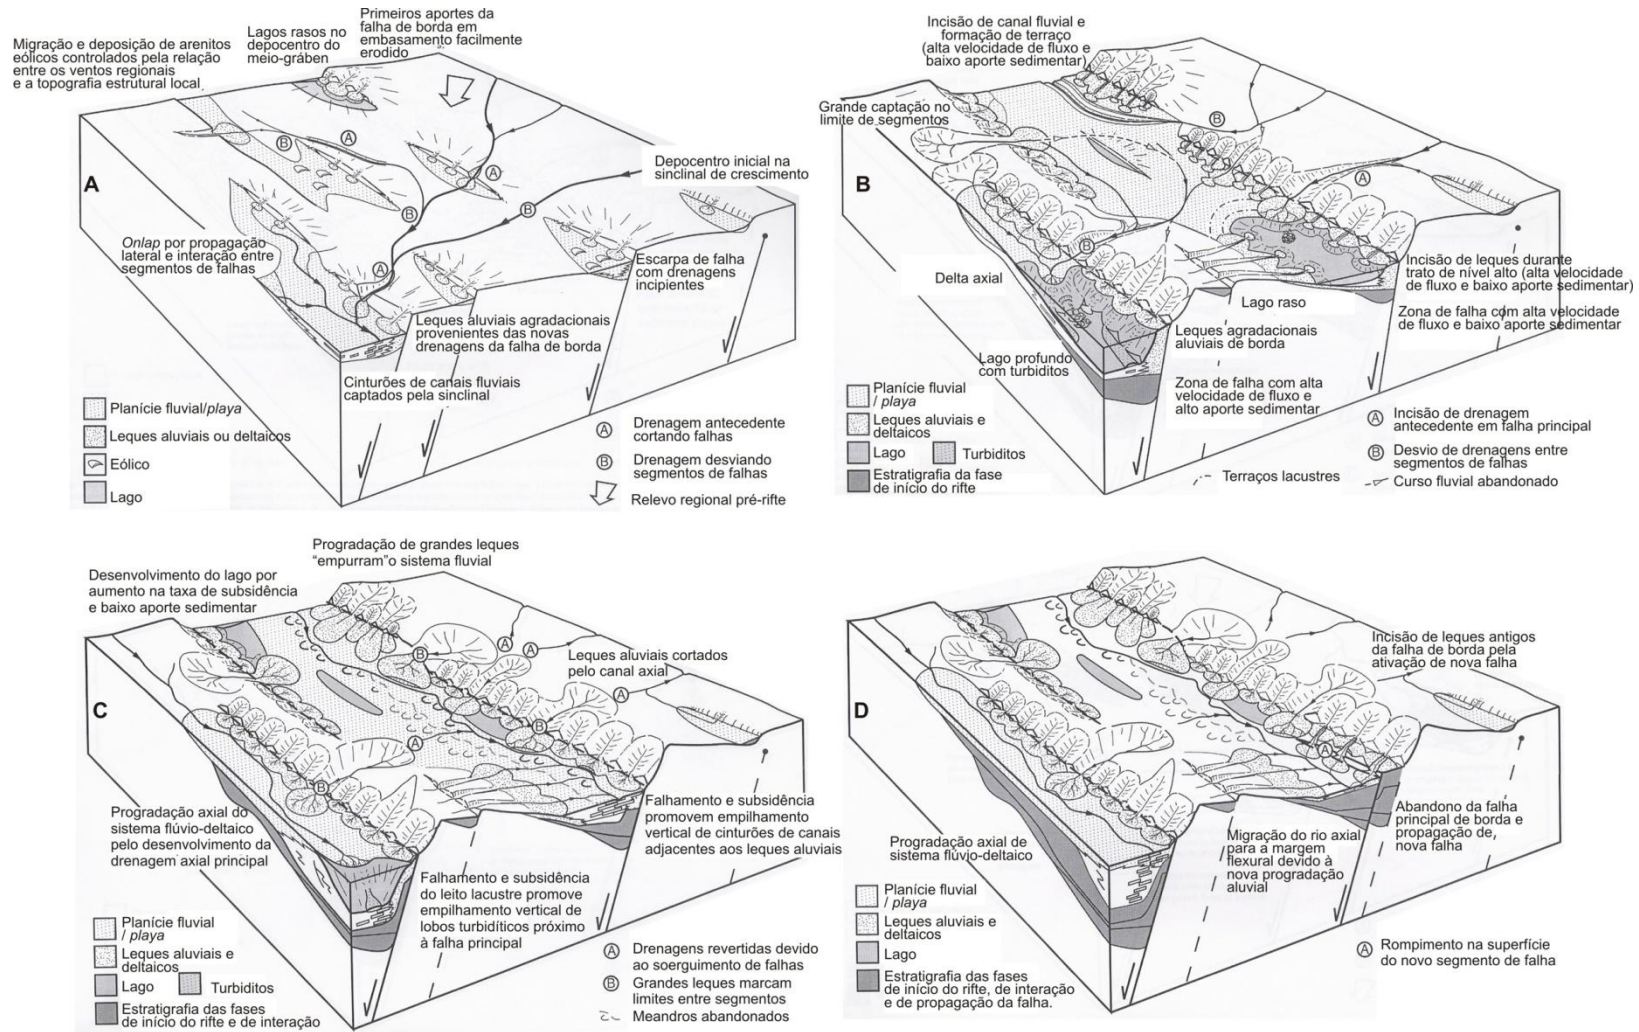 Migração e deposição de arenitos
eólicos controlados pela relação
entre os ventos regionais
e a topografia estrutural local
Lagos rasos no
depocentro do
meio-gráben
Primeiros aportes da
falha de borda em
embasamento facilmente
erodido
Depocentro inicial na
sinclinal de crescimento
A
B
A
A
B
B
A
Onlap por propagação
lateral e interação entre
segmentos de falhas
Escarpa de falha
com drenagens
incipientes
Leques aluviais agradacionais
provenientes das novas
drenagens da falha de borda
Cinturões de canais fluviais
captados pela sinclinal
Planície fluvial/playa
Leques aluviais ou deltaicos
Eólico
Lago
A Drenagem antecedente
cortando falhas
B Drenagem desviando
segmentos de falhas
Relevo regional pré-rifte
Incisão de canal fluvial e
formação de terraço
(alta velocidade de fluxo e
baixo aporte sedimentar)
Grande captação no
limite de segmentos
B
B
A
B
Delta axial
Lago raso
Incisão de leques durante
trato de nível alto (alta velocidade
de fluxo e baixo aporte sedimentar)
Zona de falha com alta velocidade
de fluxo e baixo aporte sedimentar
Leques agradacionais
aluviais de borda
Lago profundo
com turbiditos
Zona de falha com alta
velocidade de fluxo e
alto aporte sedimentar
Planície fluvial
/ playa
Leques aluviais e
deltaicos
Lago
Turbiditos
Estratigrafia da fase
de início do rifte
A Incisão de drenagem
antecedente em falha principal
B Desvio de drenagens entre
segmentos de falhas
Terraços lacustres
Curso fluvial abandonado
Progradação de grandes leques
"empurram"o sistema fluvial
Desenvolvimento do lago por
aumento na taxa de subsidência
e baixo aporte sedimentar
Leques aluviais cortados
pelo canal axial
C
A
A
B
A
B
A
B
Progradação axial do
sistema flúvio-deltaico
pelo desenvolvimento da
drenagem axial principal
Falhamento e subsidência
promovem empilhamento
vertical de cinturões de canais
adjacentes aos leques aluviais
Falhamento e subsidência
do leito lacustre promove
empilhamento vertical de
lobos turbidíticos próximo
à falha principal
Planície fluvial
/ playa
Leques aluviais e
deltaicos
Lago
Turbiditos
Estratigrafia das fases
de início do rifte e de interação
A Drenagens revertidas devido
ao soerguimento de falhas
B Grandes leques marcam
limites entre segmentos
Meandros abandonados
Incisão de leques antigos
da falha de borda pela
ativação de nova falha
D
A
Progradação axial de
sistema flúvio-deltaico
Migração do rio axial
para a margem
flexural devido à
nova progradação
aluvial
Abandono da falha
principal de borda e
propagação de,
nova falha
Planície fluvial
/ playa
Leques aluviais e
deltaicos
Lago
Estratigrafia das fases
de início do rifte, de interação
e de propagação da falha.
A Rompimento na superfície
do novo segmento de falha